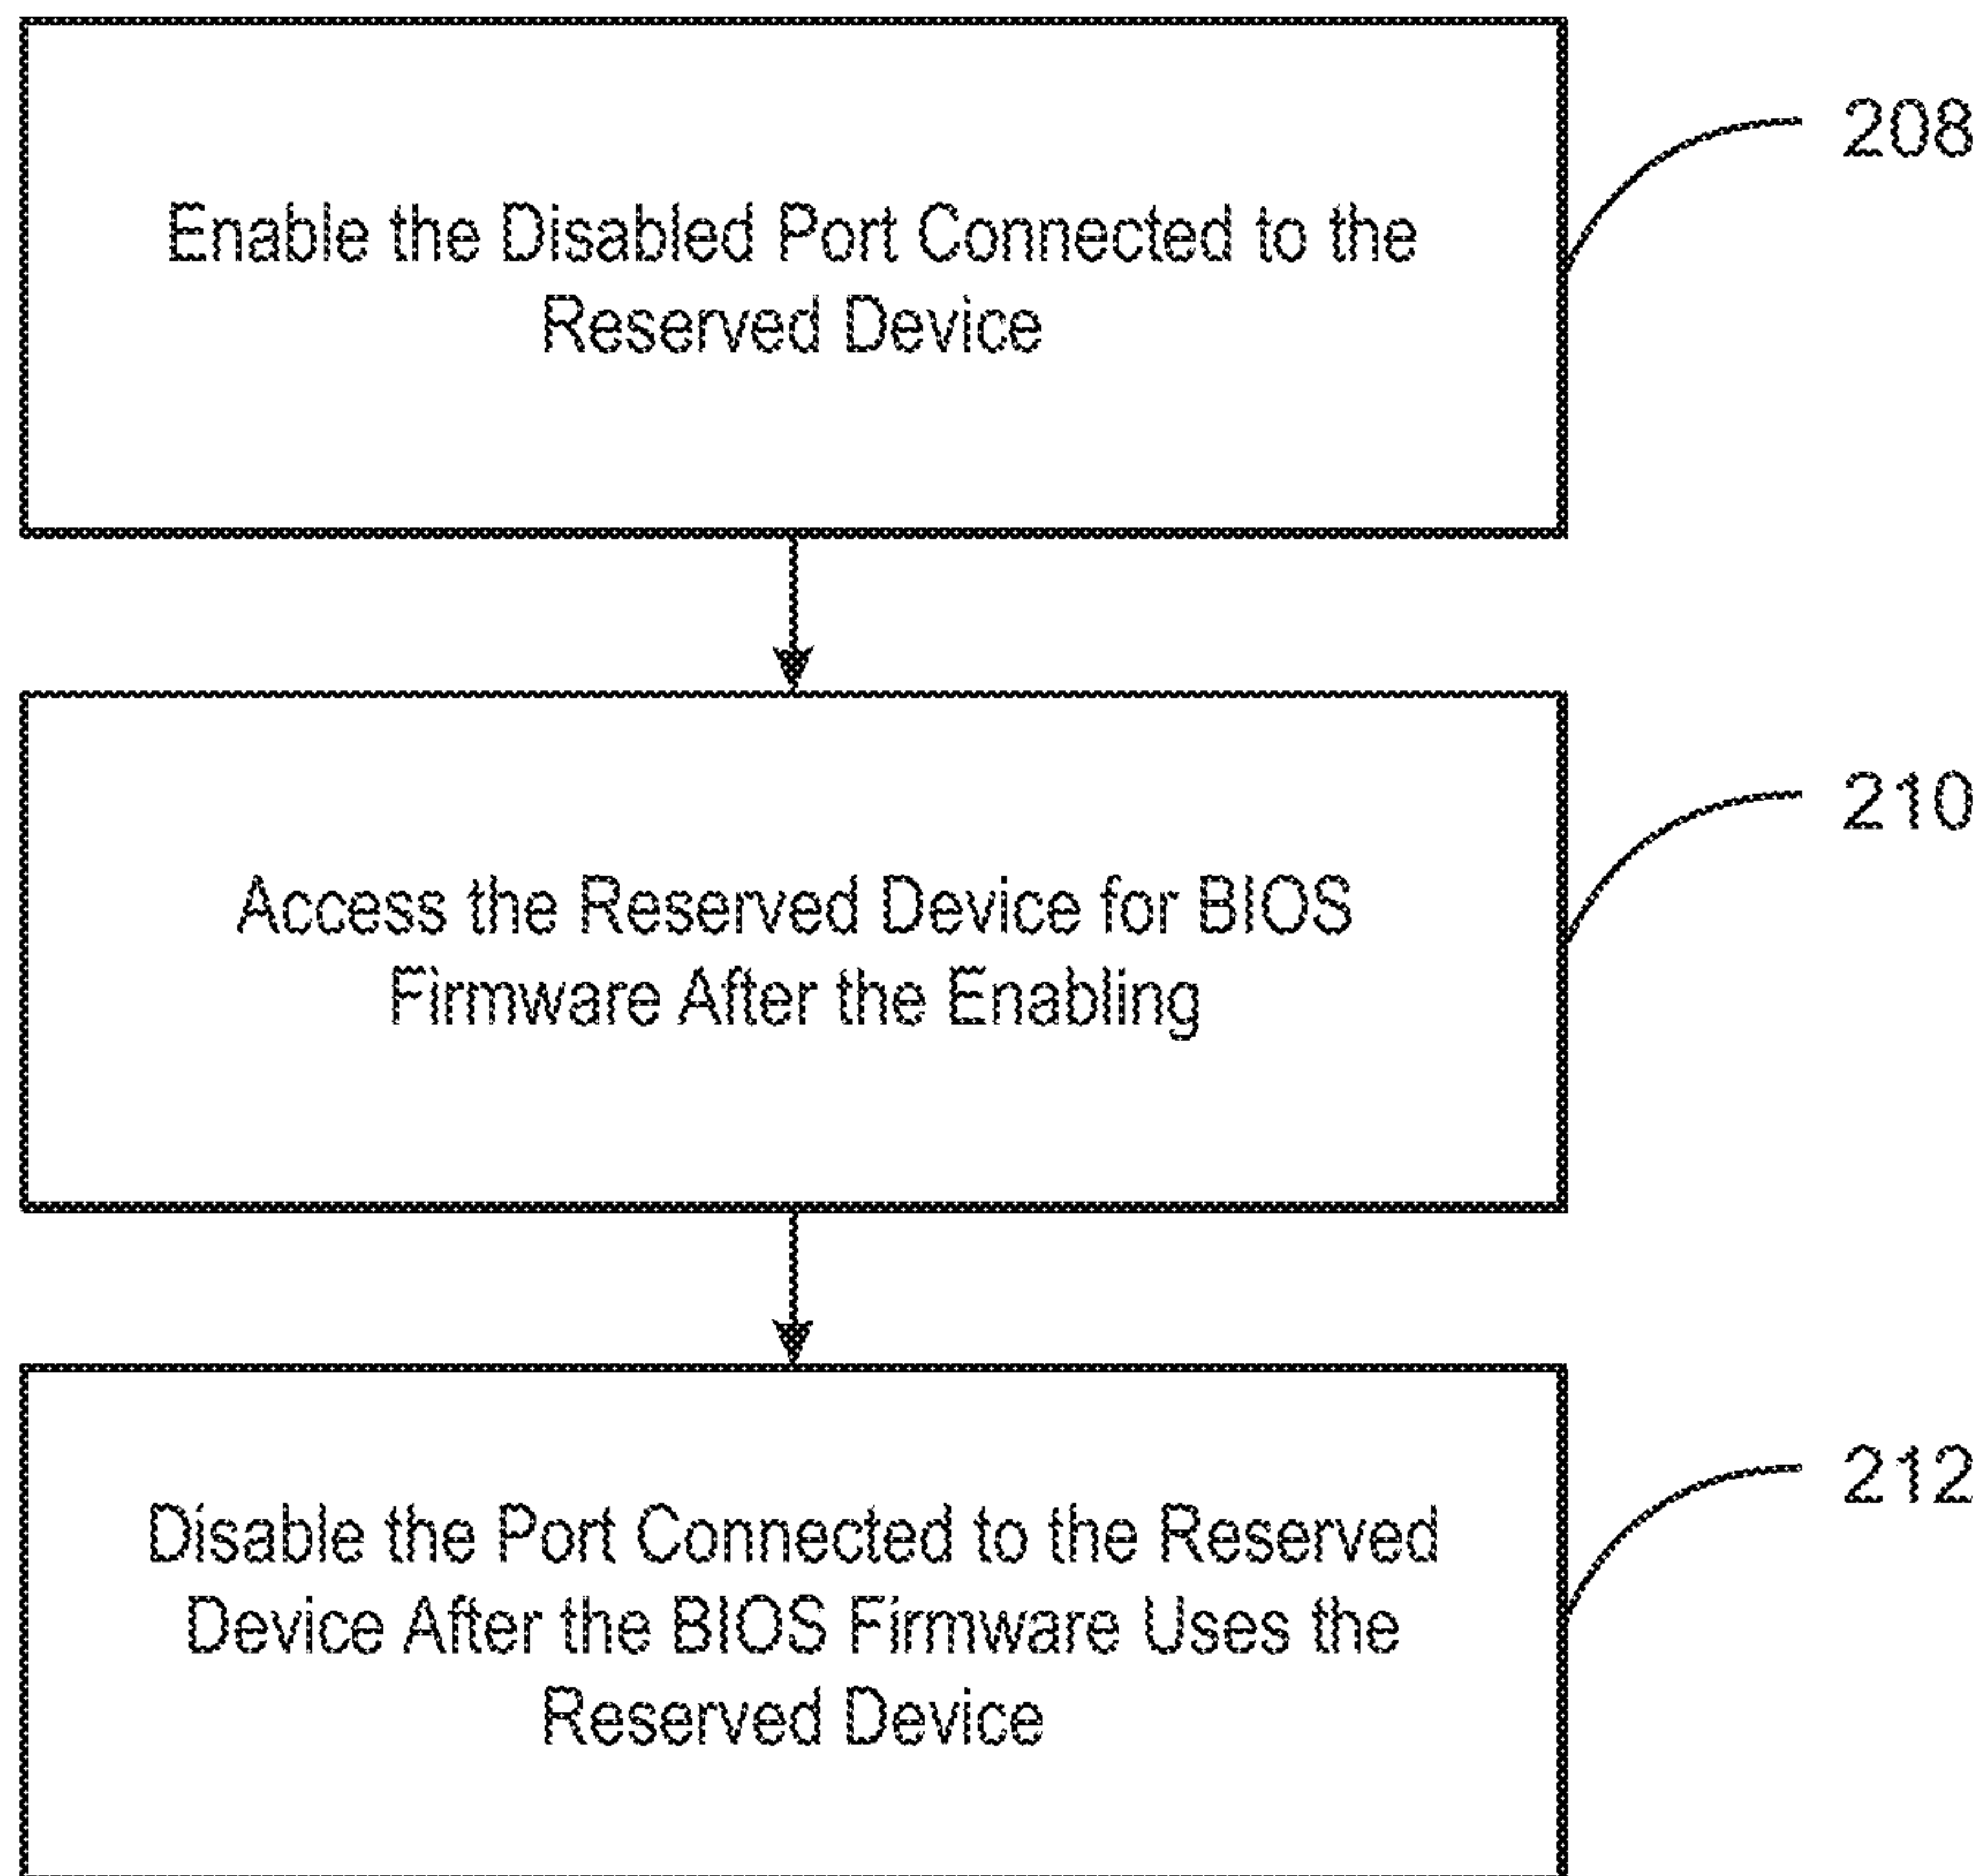 208
Enable the Disabled Port Connected to the
Reserved Device
210
Access the Reserved Device for BIOS
Firmware After the Enabling
212
Disable the Port Connected to the Reserved
Device After the BIOS Firmware Uses the
Reserved Device